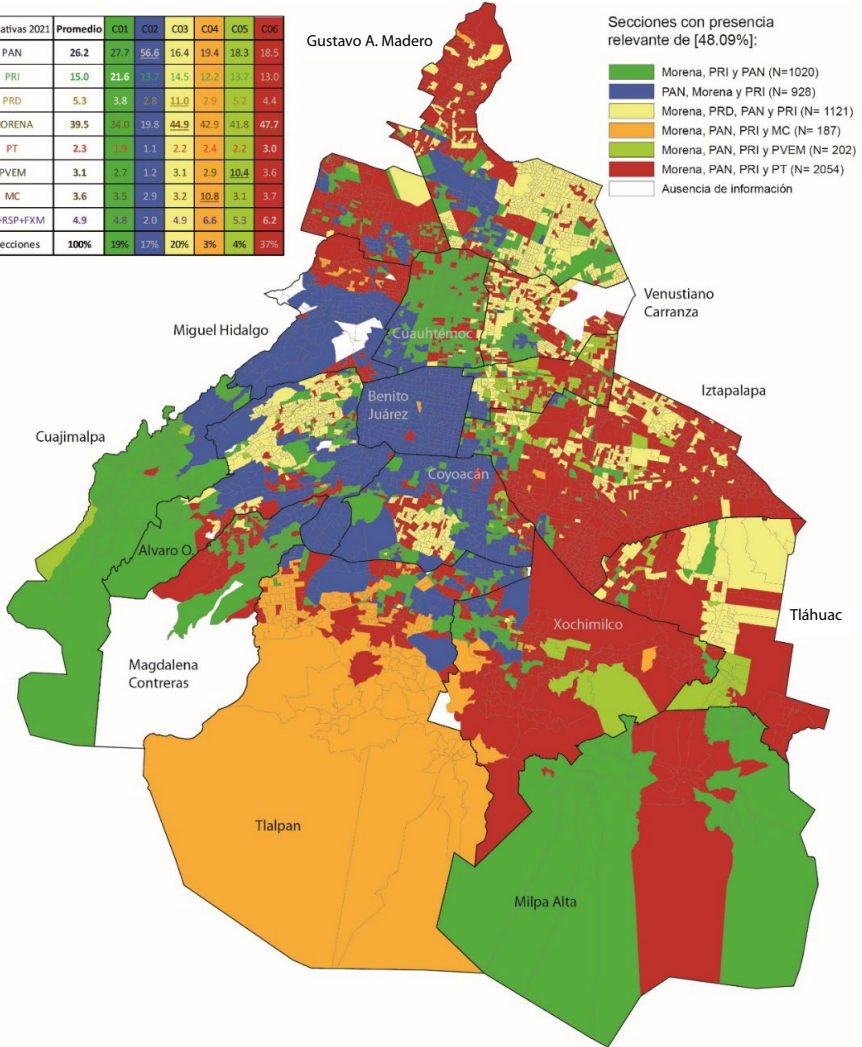 ativas 2021 Promedio C01 C02 C03 C04 C05 C06
PAN 26.2 27.7 56.6 16.4 19.4 18.3 18.5
PRI 15.0 21.6 13.7 14.5 12.2 13.7 13.0
PRD 5.3 3.8 2.8 11.0 2.9 5.2 4.4
MORENA 39.5 34.0 19.8 44.9 42.9 41.8 47.7
PT 2.3 1.9 1.1 2.2 2.4 2.2 3.0
PVEM 3.1 2.7 1.2 3.1 2.9 10.4 3.6
MC 3.6 3.5 2.9 3.2 10.8 3.1 3.7
+RSP+FXM 4.9 4.8 2.0 4.9 6.6 5.3 6.2
ecciones 100% 19% 17% 20% 3% 4% 37%
Secciones con presencia
relevante de [48.09%]:
Morena, PRI y PAN (N=1020)
PAN, Morena y PRI (N= 928)
Morena, PRD, PAN y PRI (N= 1121)
Morena, PAN, PRI y MC (N= 187)
Morena, PAN, PRI y PVEM (N= 202)
Morena, PAN, PRI y PT (N= 2054)
Ausencia de información
Gustavo A. Madero
Venustiano
Carranza
Miguel Hidalgo
Cuauhtémoc
Iztapalapa
Benito
Juárez
Cuajimalpa
Coyoacán
Alvaro O.
Tláhuac
Xochimilco
Magdalena
Contreras
Tlalpan
Milpa Alta